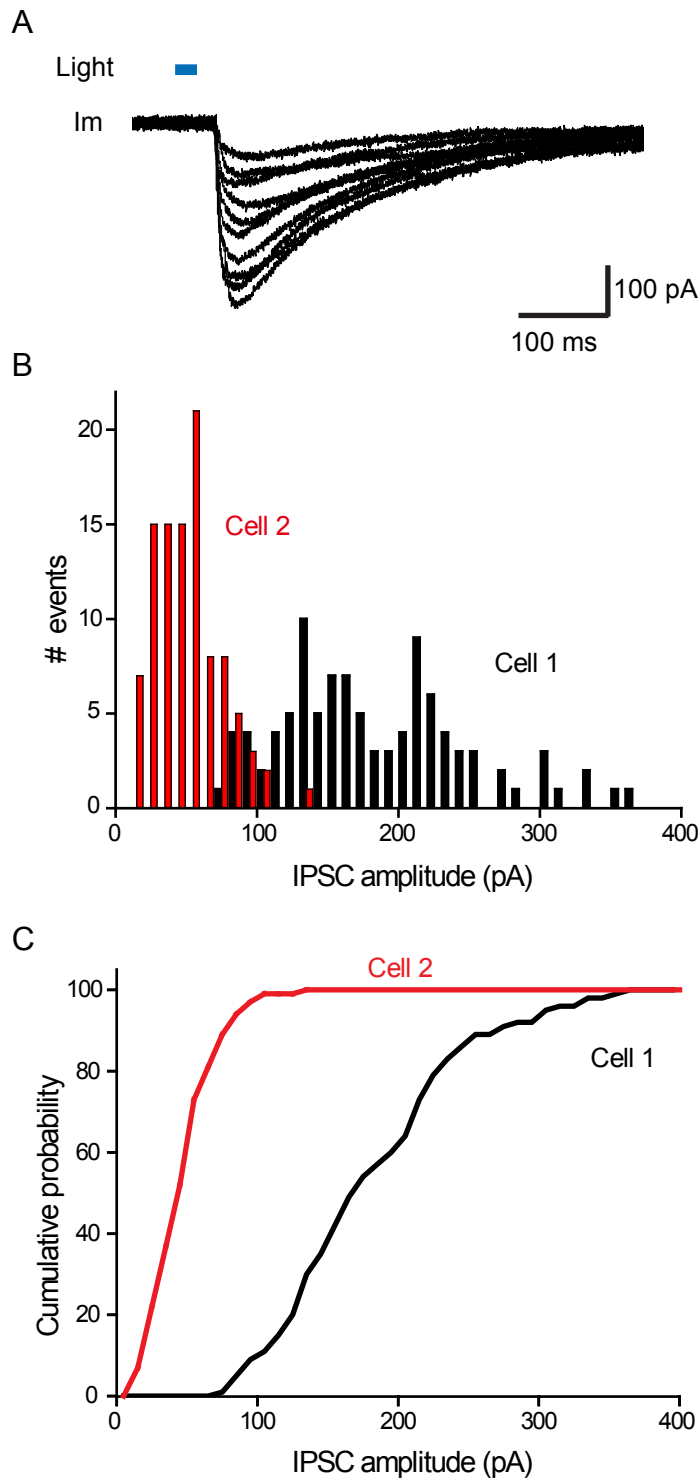 A
Light
Im
100 pA
100 ms
B
20
15
10
5
0
# events
Cell 2
Cell 1
0 100 200 300 400
IPSC amplitude (pA)
C
100
80
60
40
20
0
Cumulative probability
Cell 2
Cell 1
0 100 200 300 400
IPSC amplitude (pA)